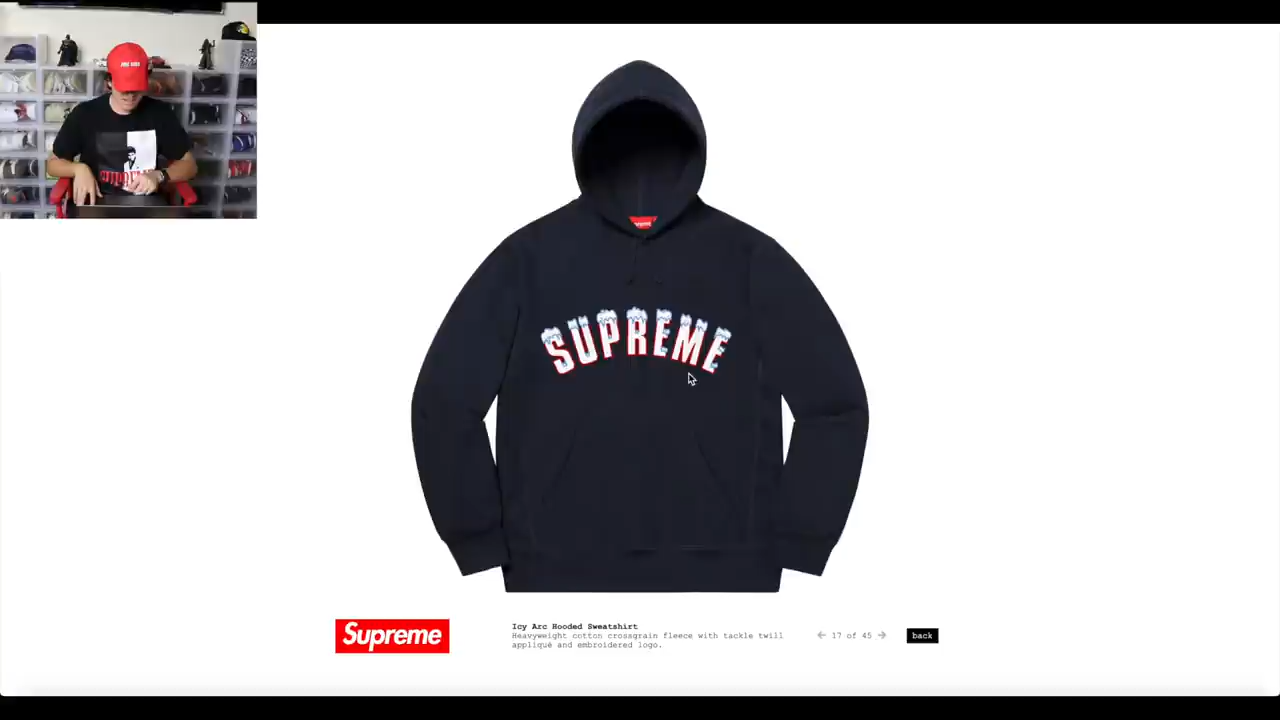 Supreme
SUPREME
Supreme
Icy Arc Hooded Sweatshirt
Heavyweight cotton crossgrain fleece with tackle twill
appliqué and embroidered logo.
17 of 45
back